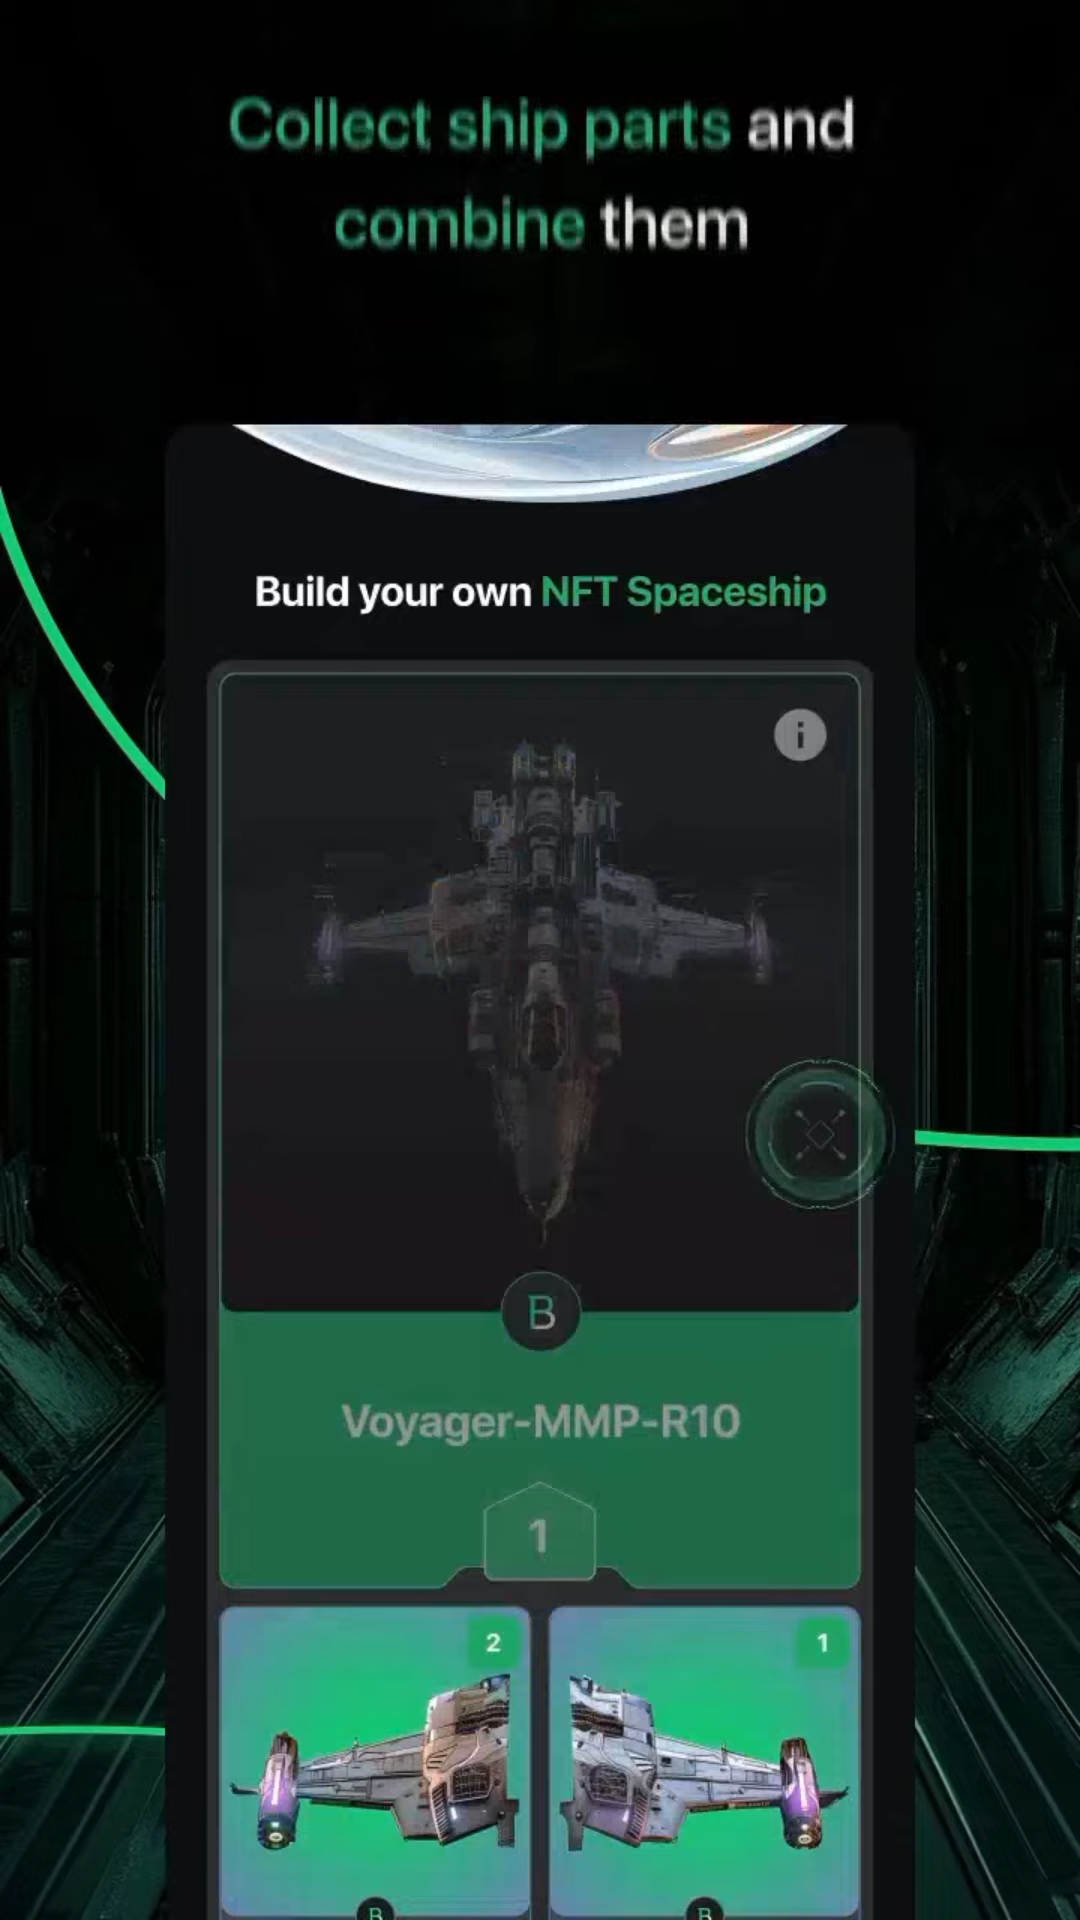 Collect ship parts and
combine them
Build your own NFT Spaceship
i
B
Voyager-MMP-R10
1
2
1
B
B